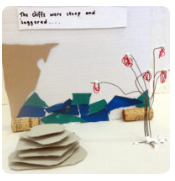 The cliffs were steep and
haggered....